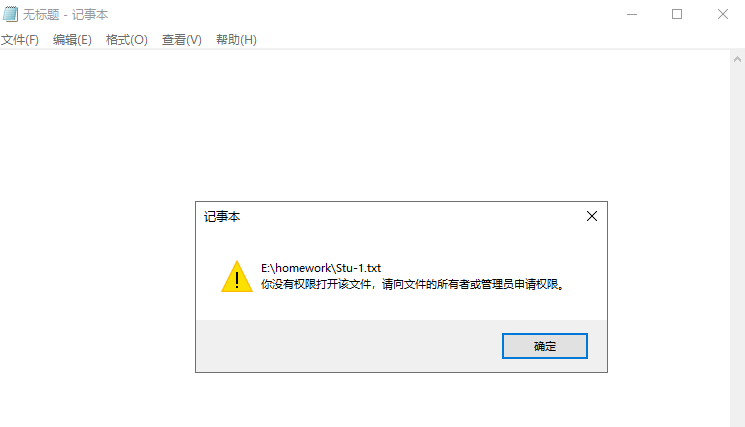 无标题 - 记事本
文件(F) 编辑(E) 格式(O) 查看(V) 帮助(H)
记事本
E:\homework\Stu-1.txt
你没有权限打开该文件，请向文件的所有者或管理员申请权限。
确定